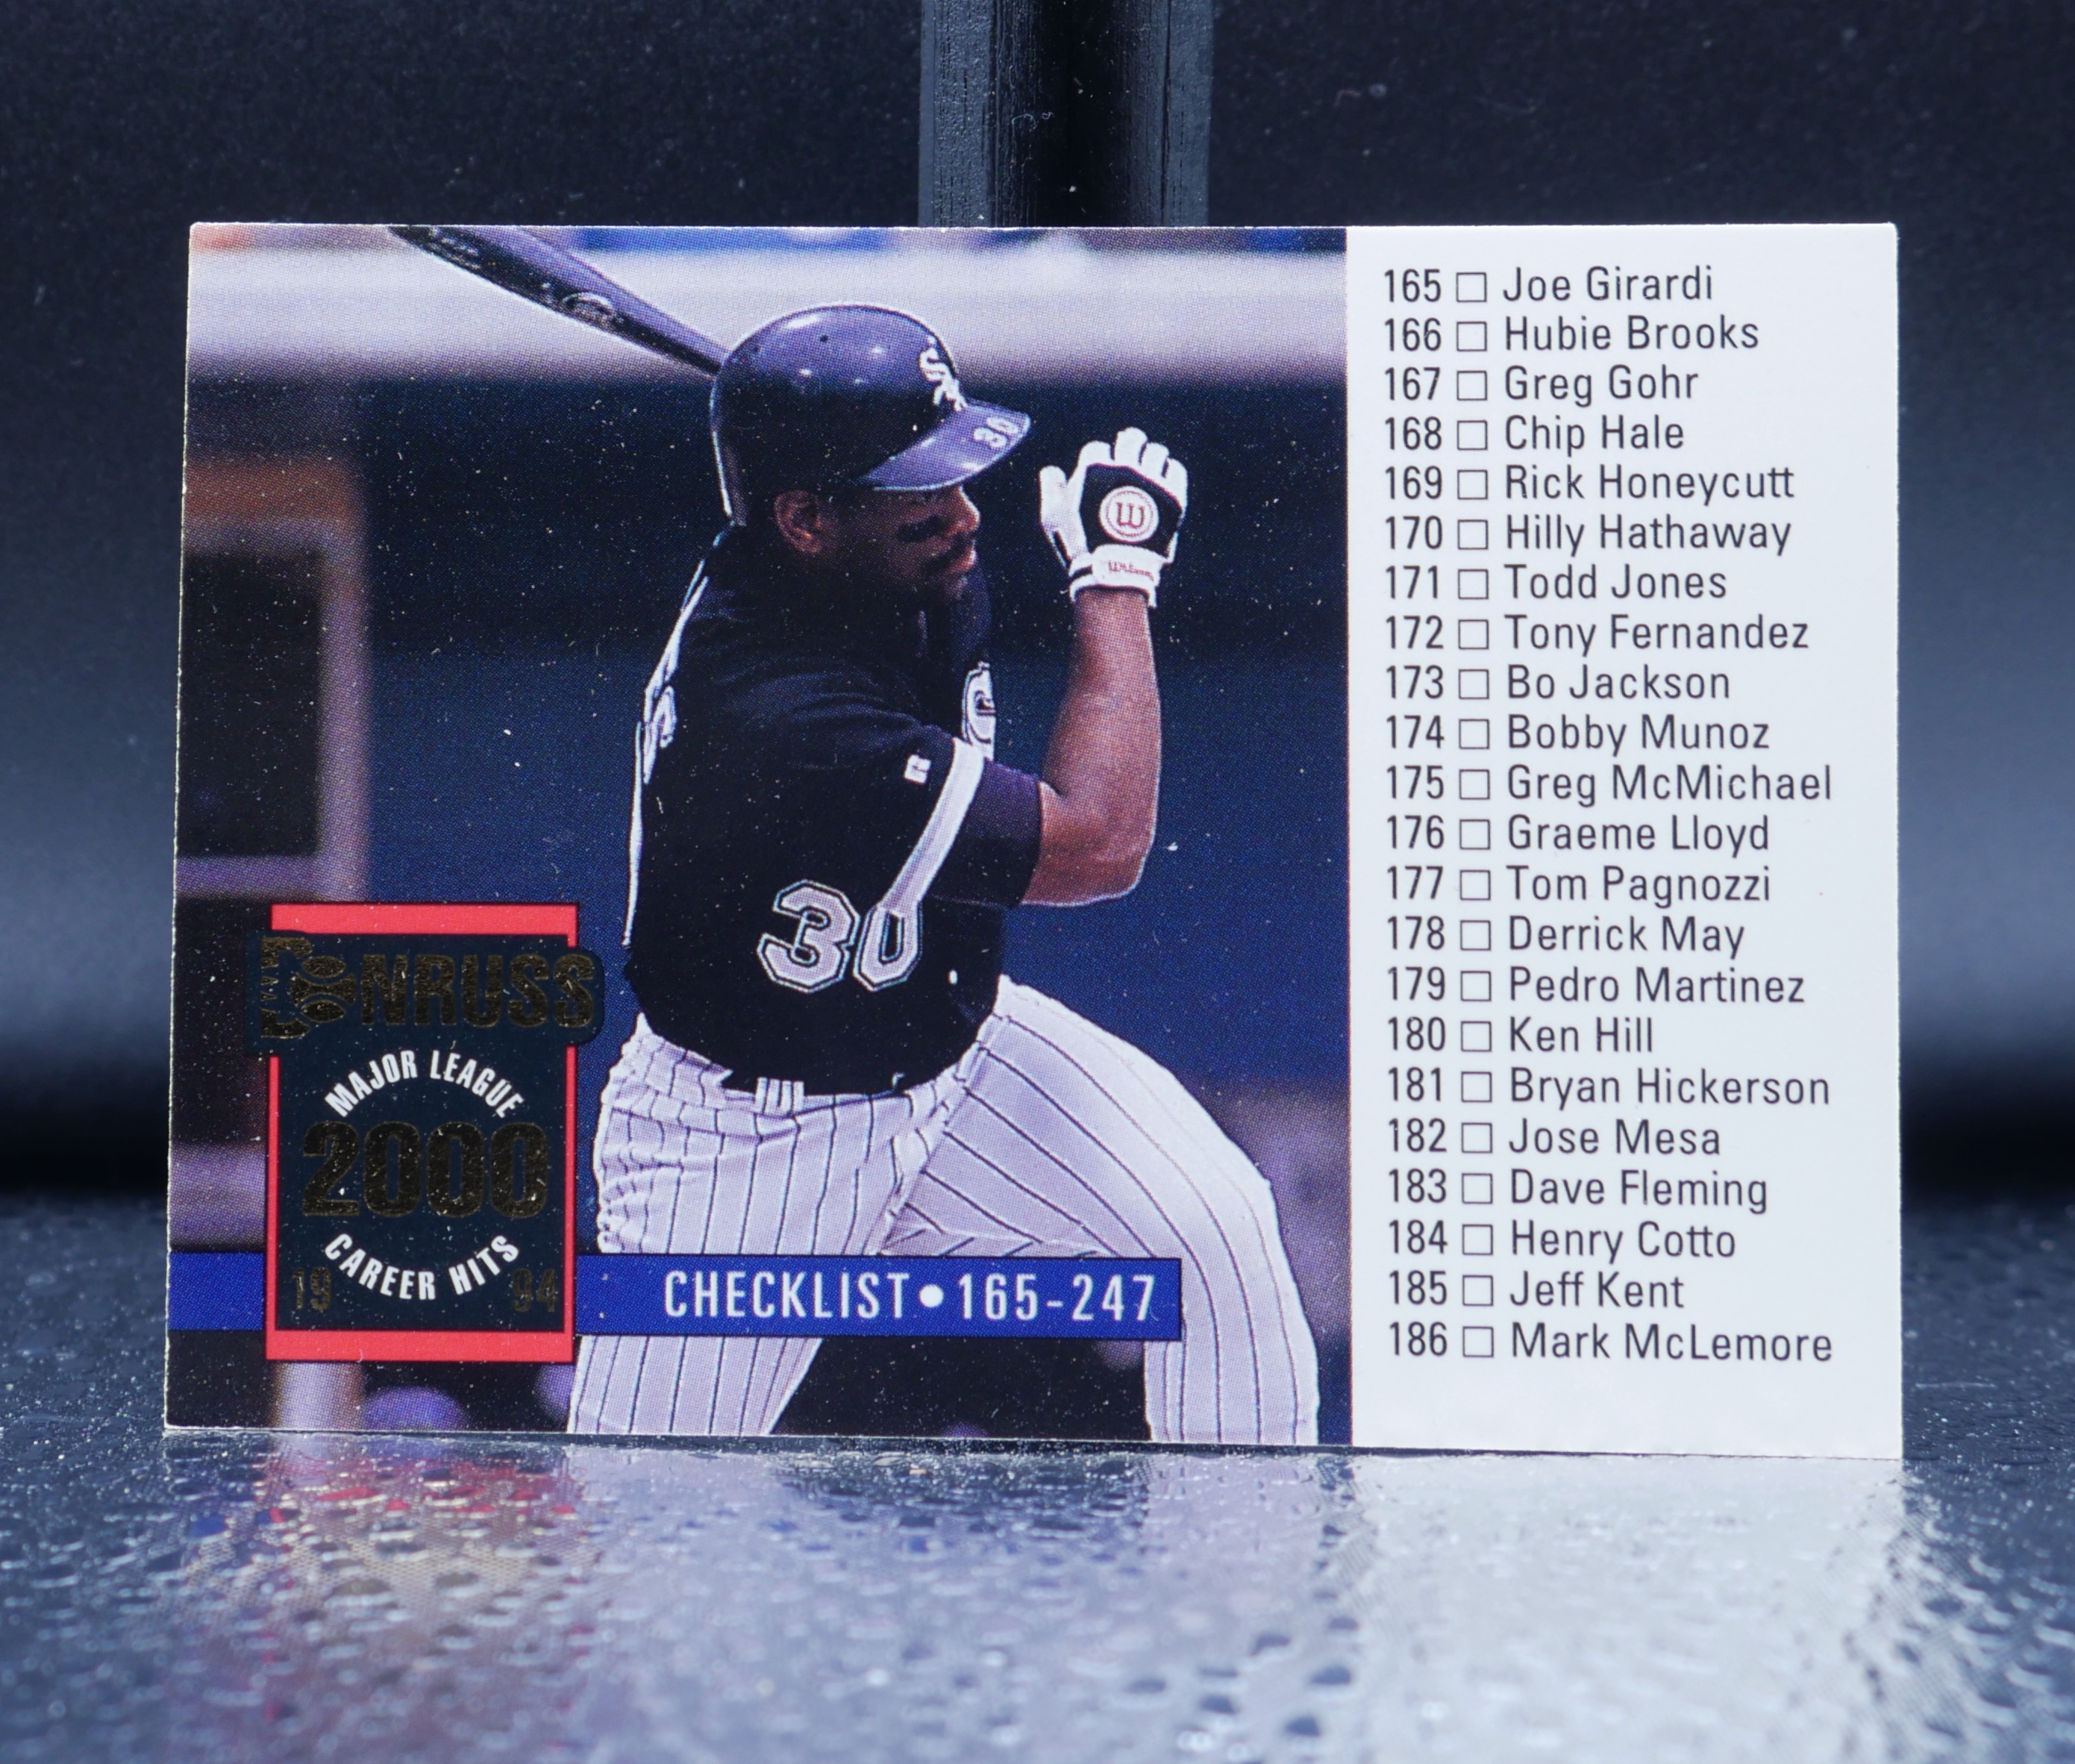 30
W
Wilson
30
DONRUSS
MAJOR LEAGUE
2000
CAREER HITS
19 94
CHECKLIST • 165-247
165 □ Joe Girardi
166 □ Hubie Brooks
167 □ Greg Gohr
168 □ Chip Hale
169 □ Rick Honeycutt
170 □ Hilly Hathaway
171 □ Todd Jones
172 □ Tony Fernandez
173 □ Bo Jackson
174 □ Bobby Munoz
175 □ Greg McMichael
176 □ Graeme Lloyd
177 □ Tom Pagnozzi
178 □ Derrick May
179 □ Pedro Martinez
180 □ Ken Hill
181 □ Bryan Hickerson
182 □ Jose Mesa
183 □ Dave Fleming
184 □ Henry Cotto
185 □ Jeff Kent
186 □ Mark McLemore